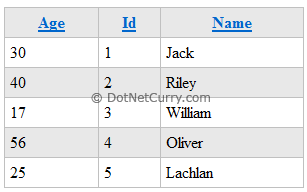 Age Id Name
30 1 Jack
40 2 Riley
© DotNetCurry.com
17 3 William
56 4 Oliver
25 5 Lachlan